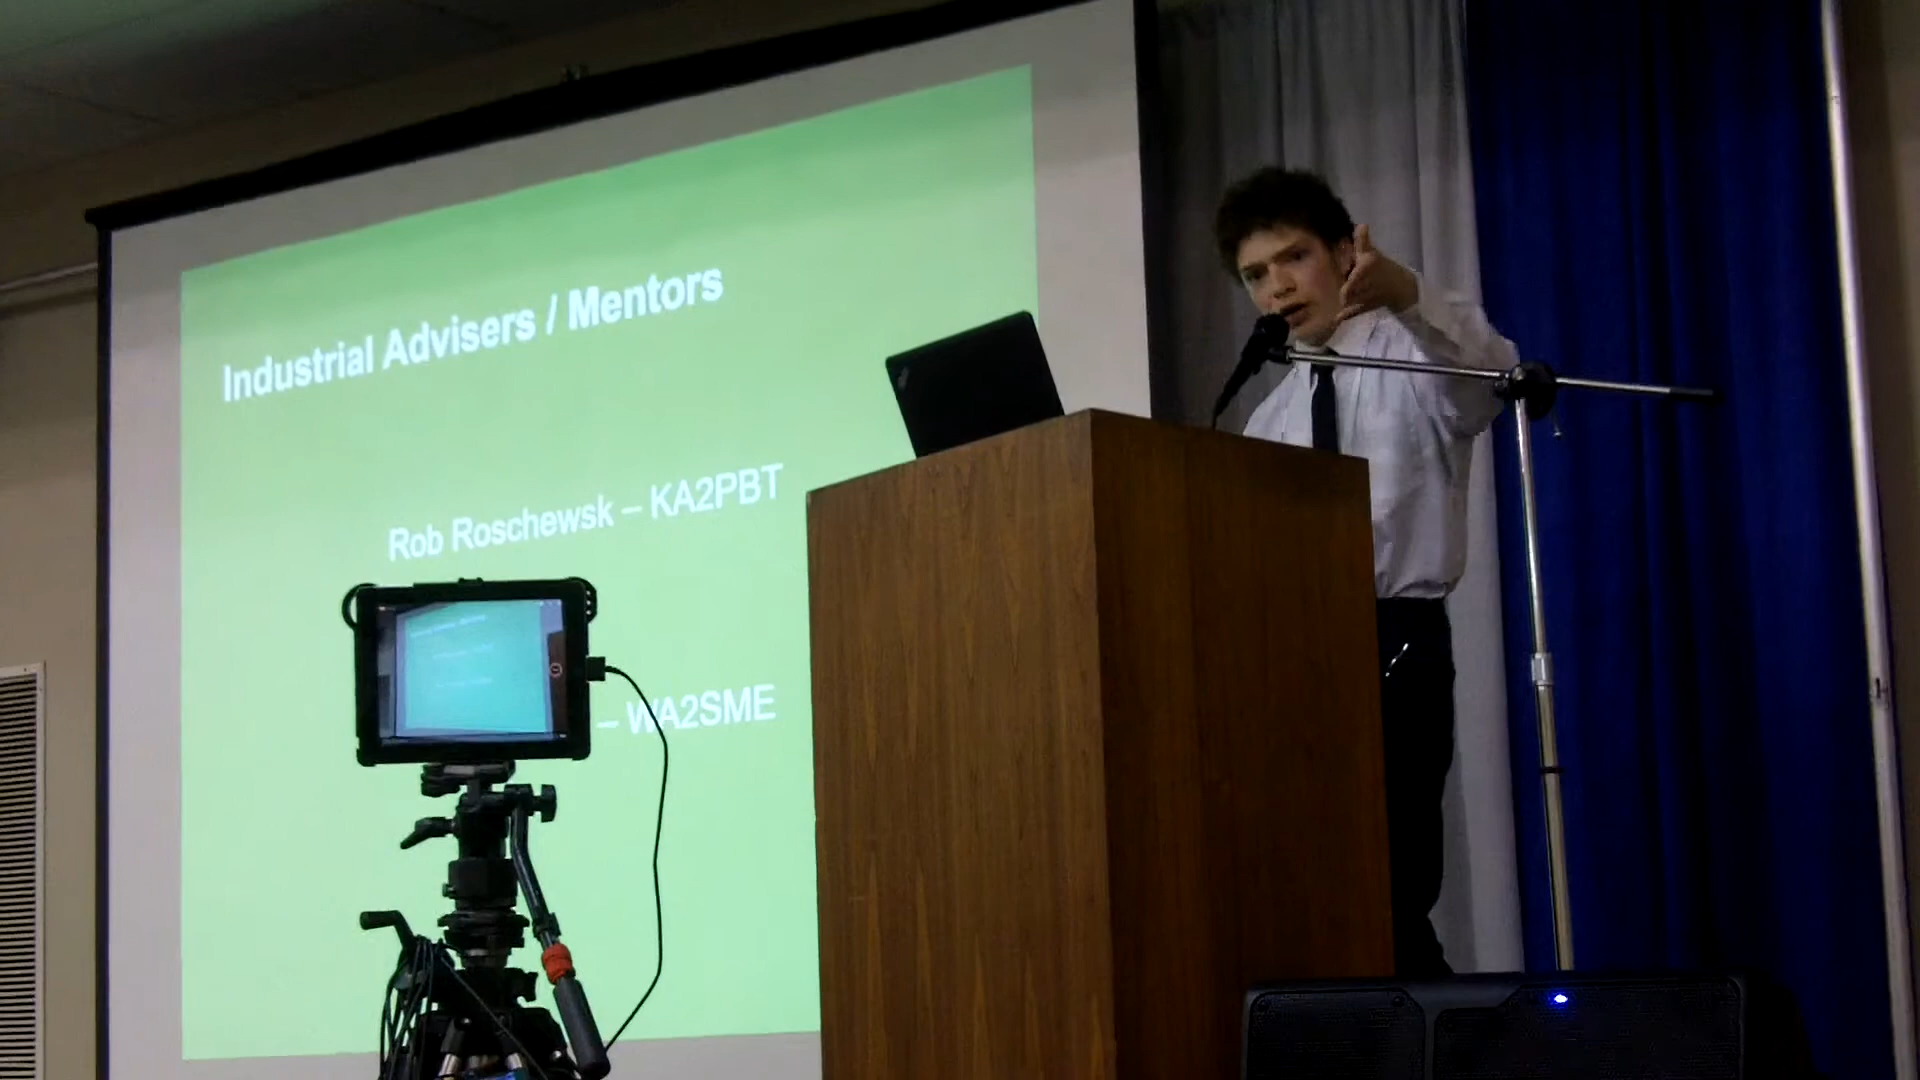 Industrial Advisers / Mentors
Rob Roschewsk – KA2PBT
– WA2SME